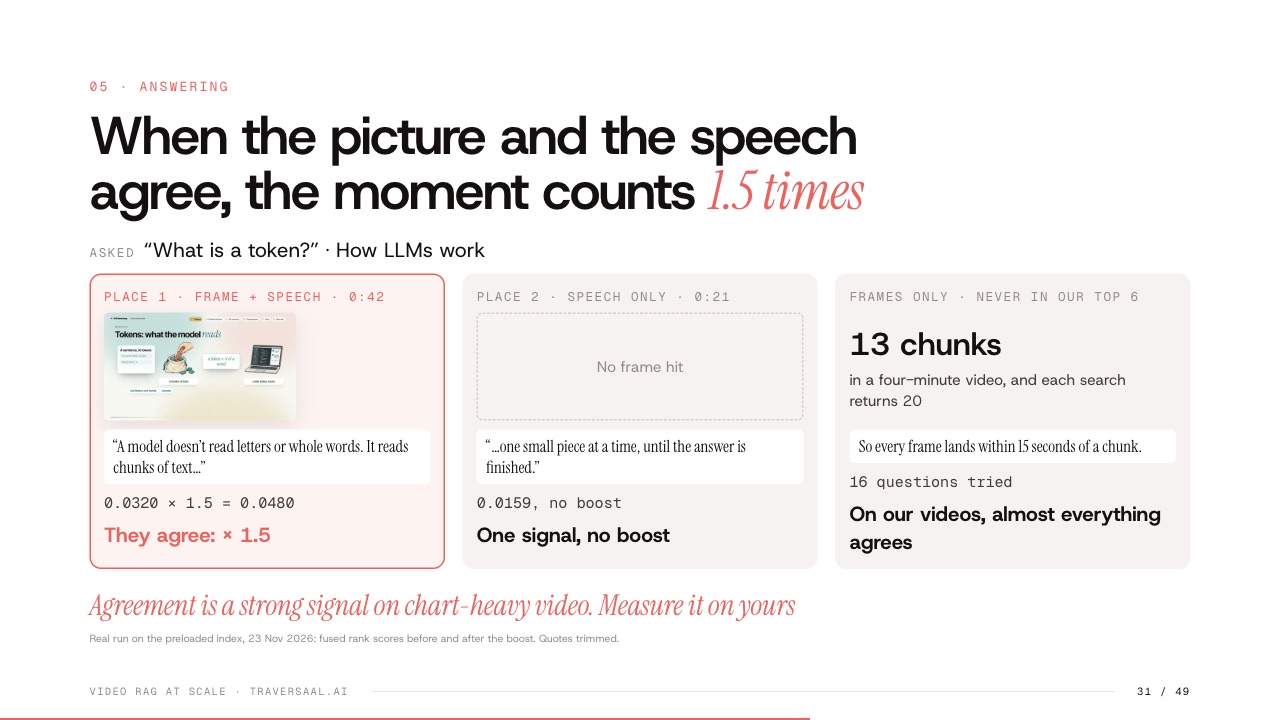 05 · ANSWERING
When the picture and the speech
agree, the moment counts 1.5 times
ASKED “What is a token?” · How LLMs work
PLACE 1 · FRAME + SPEECH · 0:42
Tokens: what the model reads
“A model doesn’t read letters or whole words. It reads
chunks of text…”
0.0320 × 1.5 = 0.0480
They agree: × 1.5
PLACE 2 · SPEECH ONLY · 0:21
No frame hit
“…one small piece at a time, until the answer is
finished.”
0.0159, no boost
One signal, no boost
FRAMES ONLY · NEVER IN OUR TOP 6
13 chunks
in a four-minute video, and each search
returns 20
So every frame lands within 15 seconds of a chunk.
16 questions tried
On our videos, almost everything
agrees
Agreement is a strong signal on chart-heavy video. Measure it on yours
Real run on the preloaded index, 23 Nov 2026: fused rank scores before and after the boost. Quotes trimmed.
VIDEO RAG AT SCALE · TRAVERSAAL.AI
31 / 49